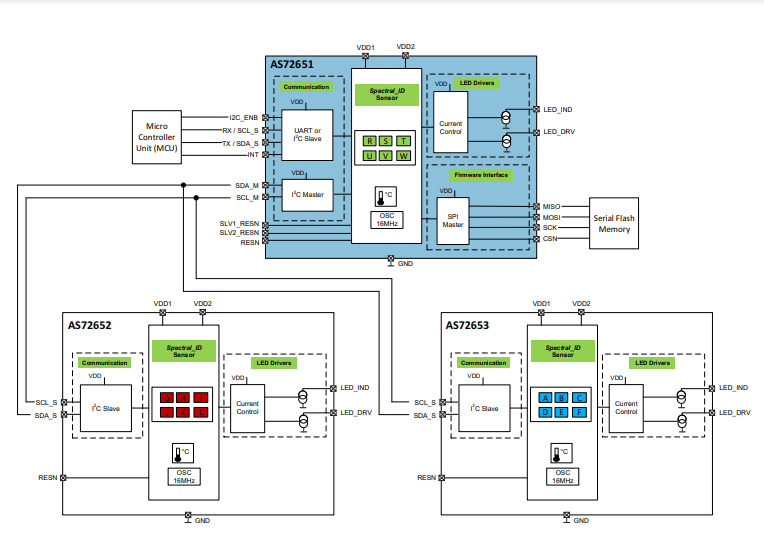 VDD1
VDD2
AS72651
Communication
VDD
UART or
I²C Slave
VDD
I²C Master
Spectral_ID
Sensor
R S T
U V W
°C
OSC
16MHz
LED Drivers
VDD
Current
Control
LED_IND
LED_DRV
Firmware Interface
VDD
SPI
Master
MISO
MOSI
SCK
CSN
Serial Flash
Memory
Micro
Controller
Unit (MCU)
I2C_ENB
RX / SCL_S
TX / SDA_S
INT
SDA_M
SCL_M
SLV1_RESN
SLV2_RESN
RESN
GND
VDD1
VDD2
AS72652
Communication
VDD
I²C Slave
Spectral_ID
Sensor
G H I
J K L
°C
OSC
16MHz
LED Drivers
VDD
Current
Control
LED_IND
LED_DRV
SCL_S
SDA_S
RESN
GND
VDD1
VDD2
AS72653
Communication
VDD
I²C Slave
Spectral_ID
Sensor
A B C
D E F
°C
OSC
16MHz
LED Drivers
VDD
Current
Control
LED_IND
LED_DRV
SCL_S
SDA_S
RESN
GND